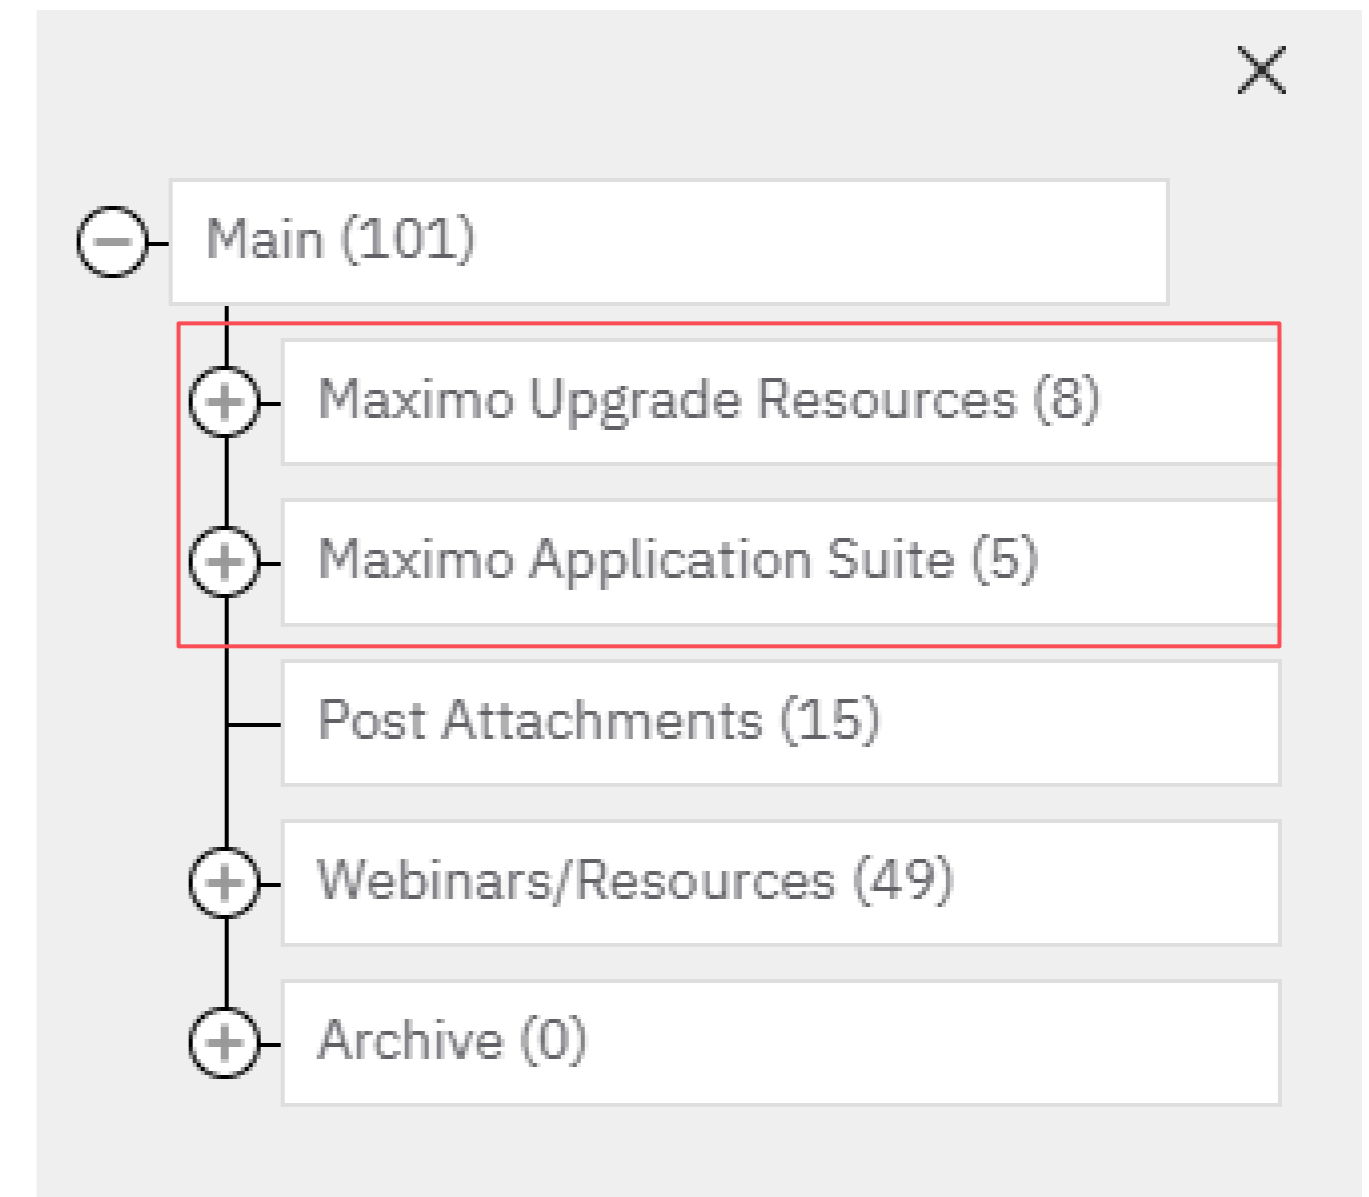 Main (101)
Maximo Upgrade Resources (8)
Maximo Application Suite (5)
Post Attachments (15)
Webinars/Resources (49)
Archive (0)